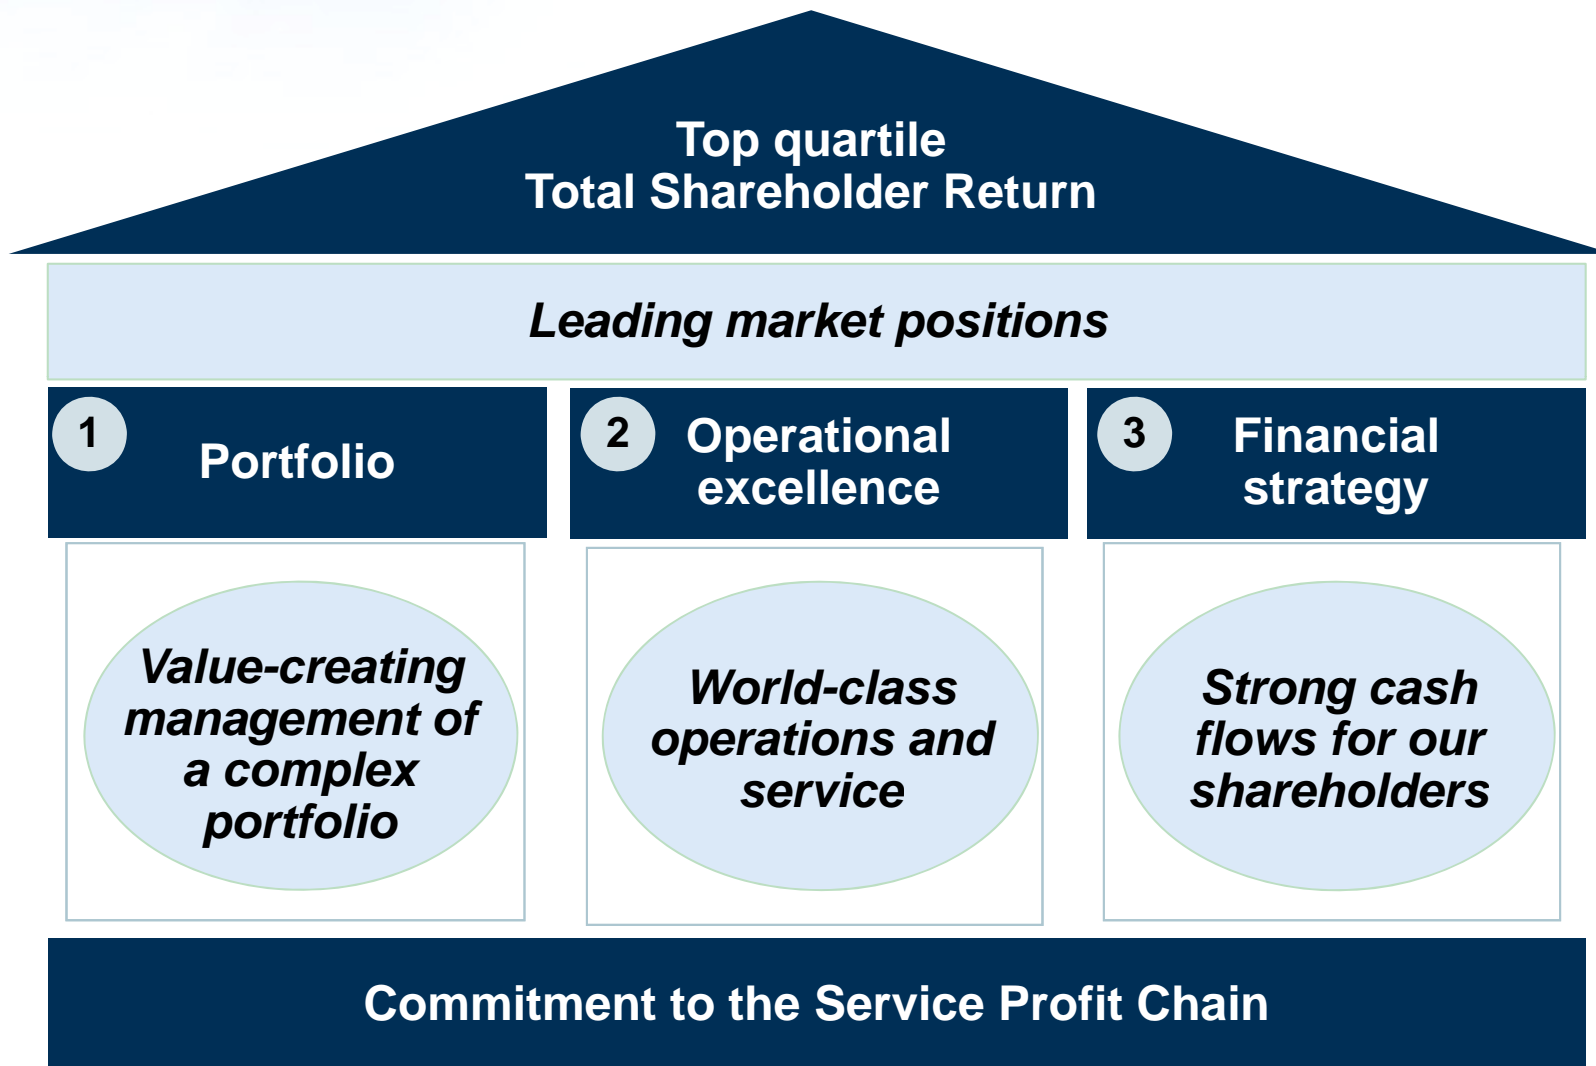 Top quartile
Total Shareholder Return
Leading market positions
1
Portfolio
2
Operational
excellence
3
Financial
strategy
Value-creating
management of
a complex
portfolio
World-class
operations and
service
Strong cash
flows for our
shareholders
Commitment to the Service Profit Chain